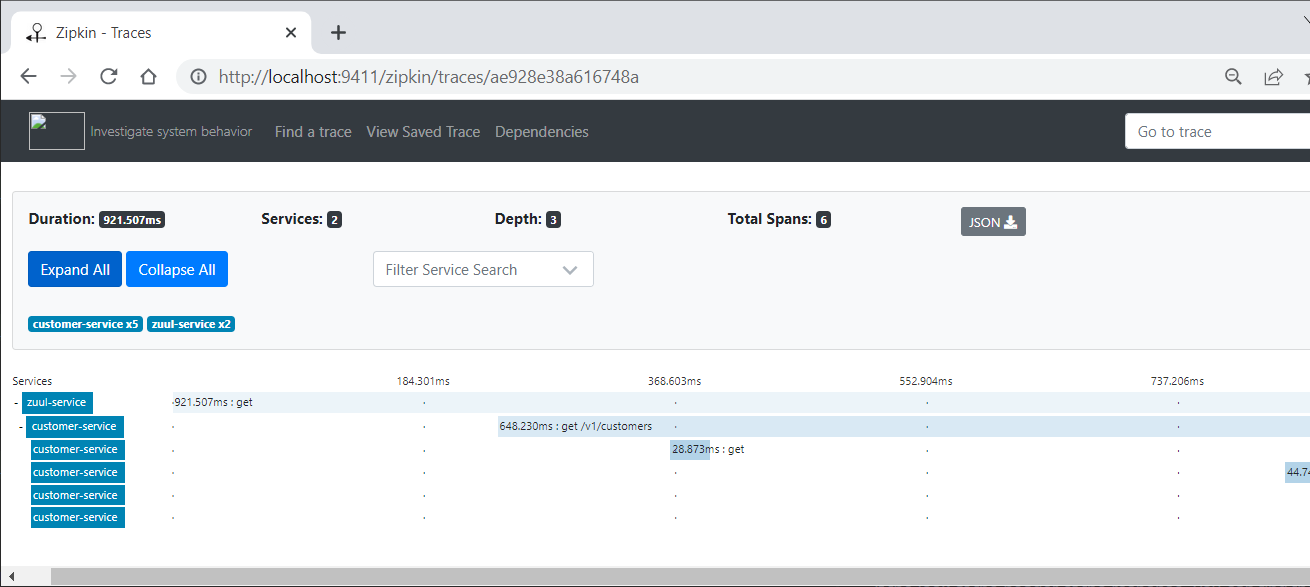 Zipkin - Traces
http://localhost:9411/zipkin/traces/ae928e38a616748a
Investigate system behavior Find a trace View Saved Trace Dependencies Go to trace
Duration: 921.507ms Services: 2 Depth: 3 Total Spans: 6 JSON
Expand All Collapse All Filter Service Search
customer-service x5 zuul-service x2
Services 184.301ms 368.603ms 552.904ms 737.206ms
- zuul-service 921.507ms : get
- customer-service 648.230ms : get /v1/customers
customer-service 28.873ms : get
customer-service
customer-service
customer-service